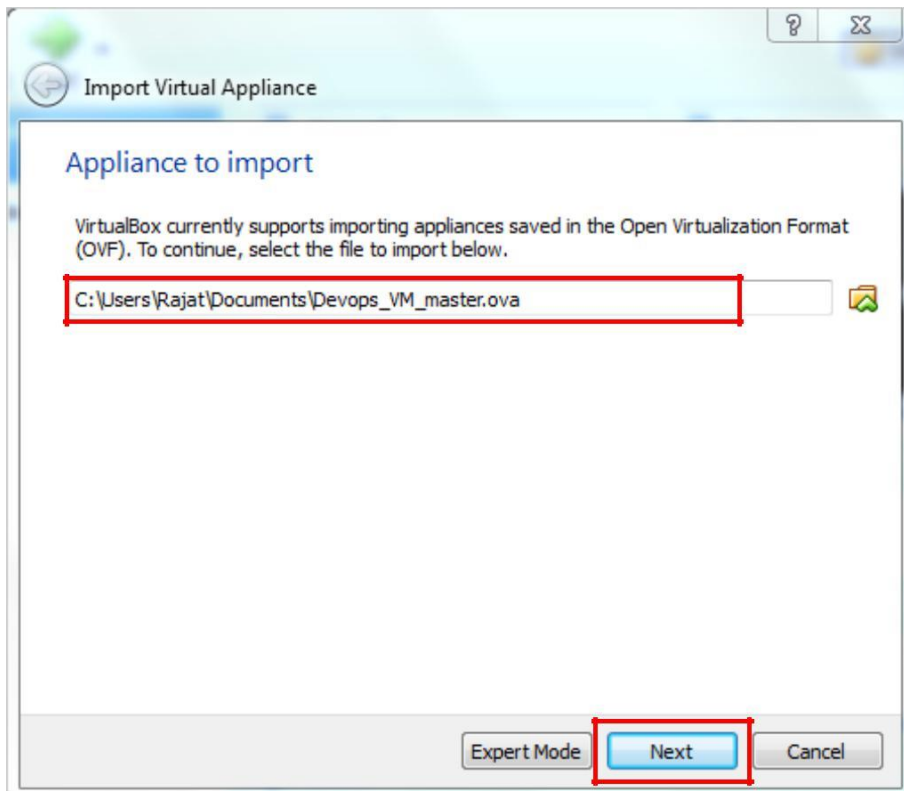 ?
Import Virtual Appliance
Appliance to import
VirtualBox currently supports importing appliances saved in the Open Virtualization Format
(OVF). To continue, select the file to import below.
C:\Users\Rajat\Documents\Devops_VM_master.ova
Expert Mode Next Cancel